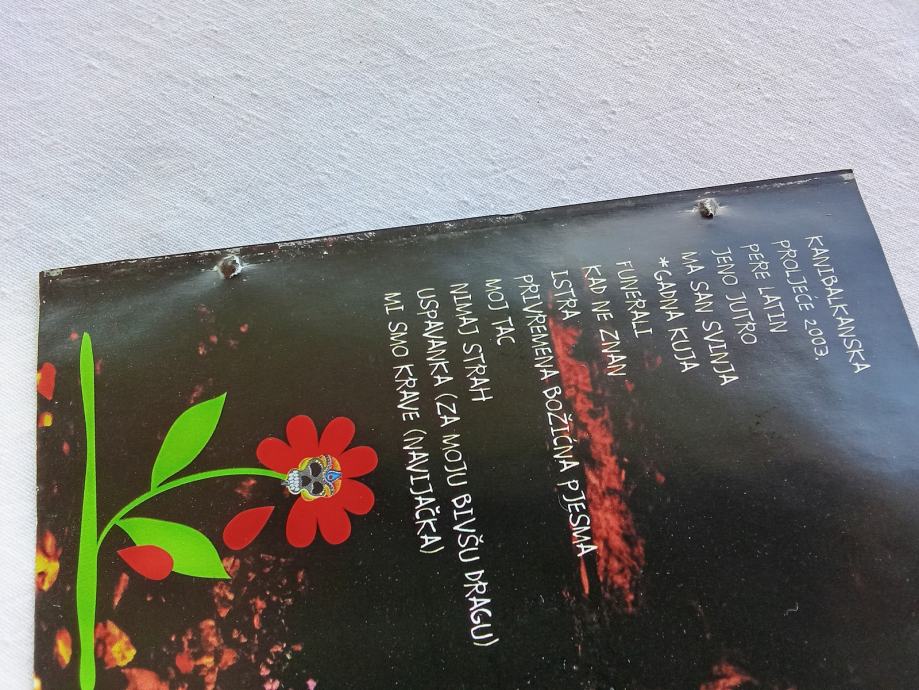 KANIBALKANSKA
PROLJEĆE 2003.
PERE LATIN
JENO JUTRO
MA SAN SVINJA
*GADNA KUJA
FUNERALI
KAD NE ZNAN
ISTRA
PRIVREMENA BOŽIĆNA PJESMA
MOJ TAC
NIMAJ STRAH
USPAVANKA (ZA MOJU BIVŠU DRAGU)
MI SMO KRAVE (NAVIJAČKA)